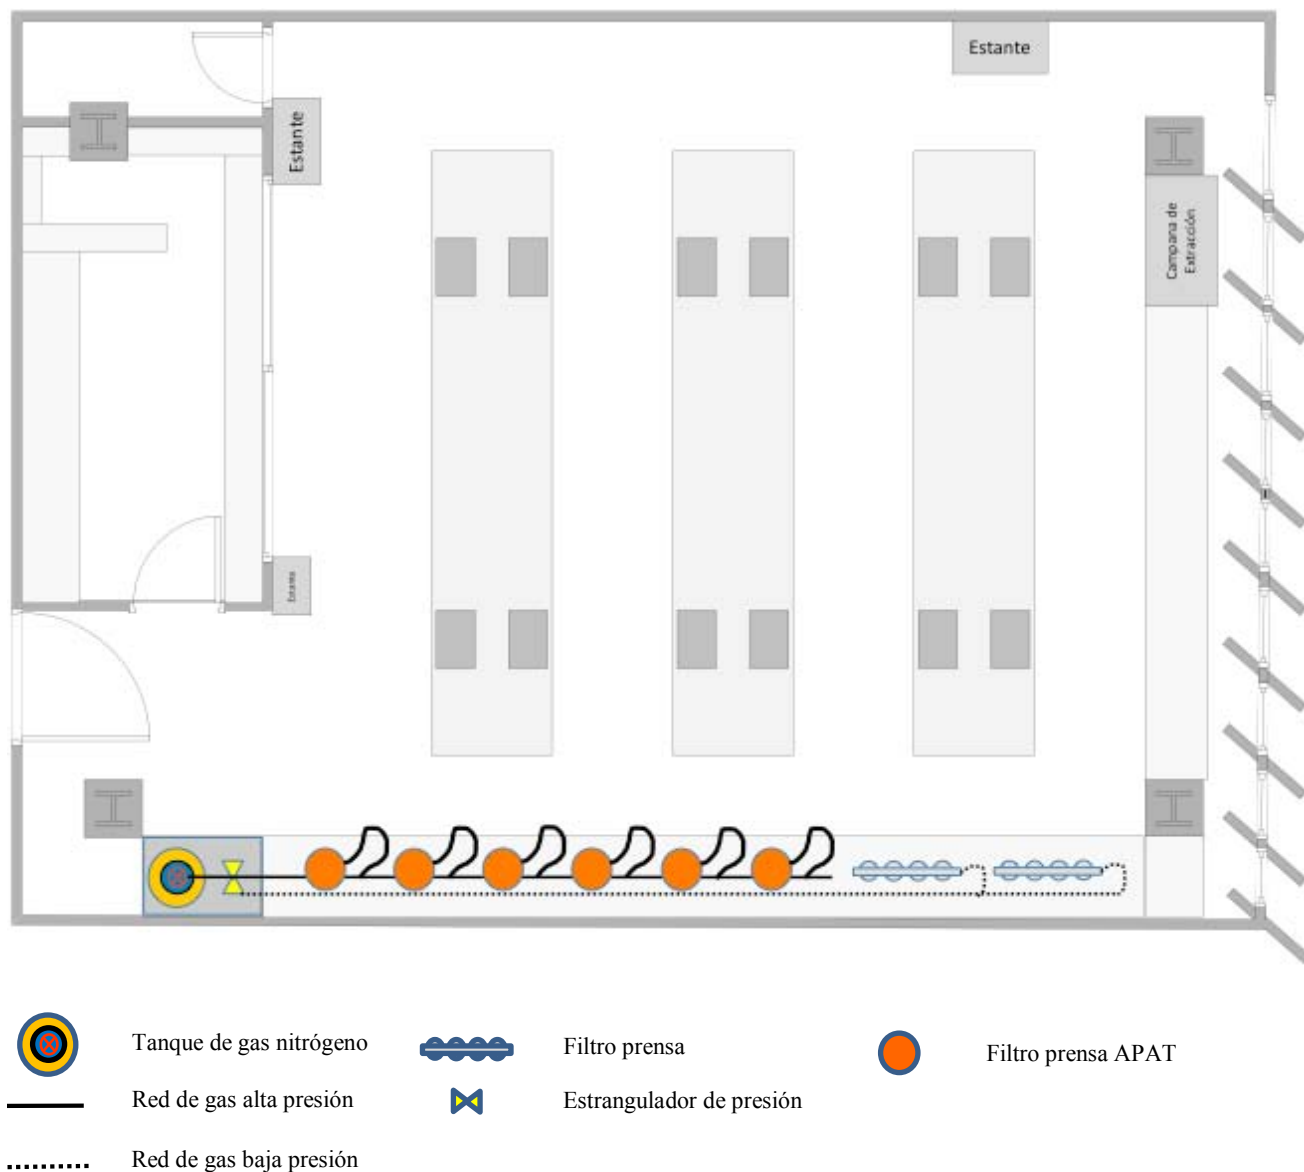 Estante
Estante
Campana de
Extracción
Estante
Tanque de gas nitrógeno
Filtro prensa
Filtro prensa APAT
Red de gas alta presión
Estrangulador de presión
Red de gas baja presión